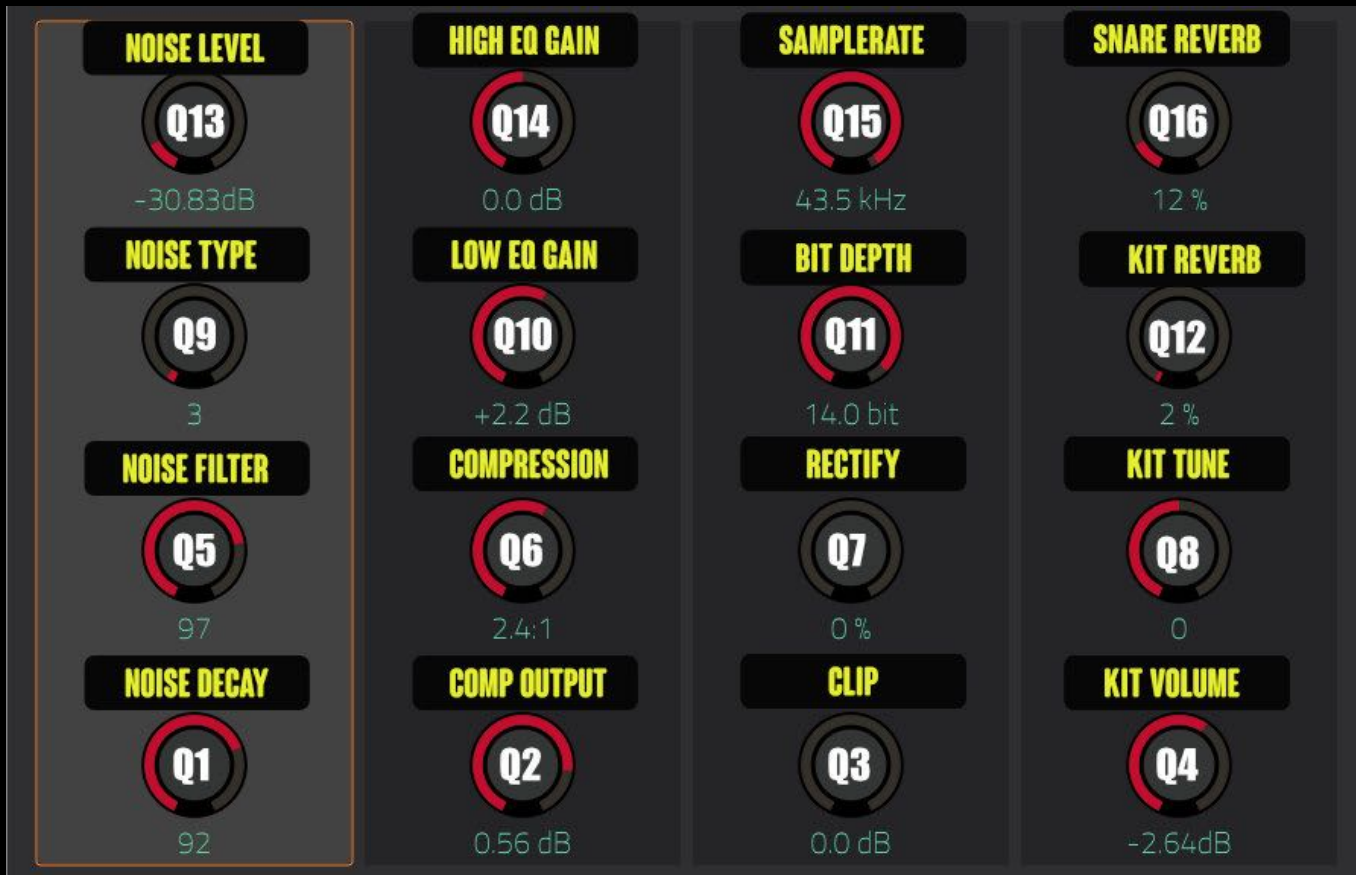 NOISE LEVEL
HIGH EQ GAIN
SAMPLERATE
SNARE REVERB
Q13
Q14
Q15
Q16
-30.83dB
0.0 dB
43.5 kHz
12 %
NOISE TYPE
LOW EQ GAIN
BIT DEPTH
KIT REVERB
Q9
Q10
Q11
Q12
3
+2.2 dB
14.0 bit
2 %
NOISE FILTER
COMPRESSION
RECTIFY
KIT TUNE
Q5
Q6
Q7
Q8
97
2.4:1
0 %
0
NOISE DECAY
COMP OUTPUT
CLIP
KIT VOLUME
Q1
Q2
Q3
Q4
92
0.56 dB
0.0 dB
-2.64dB